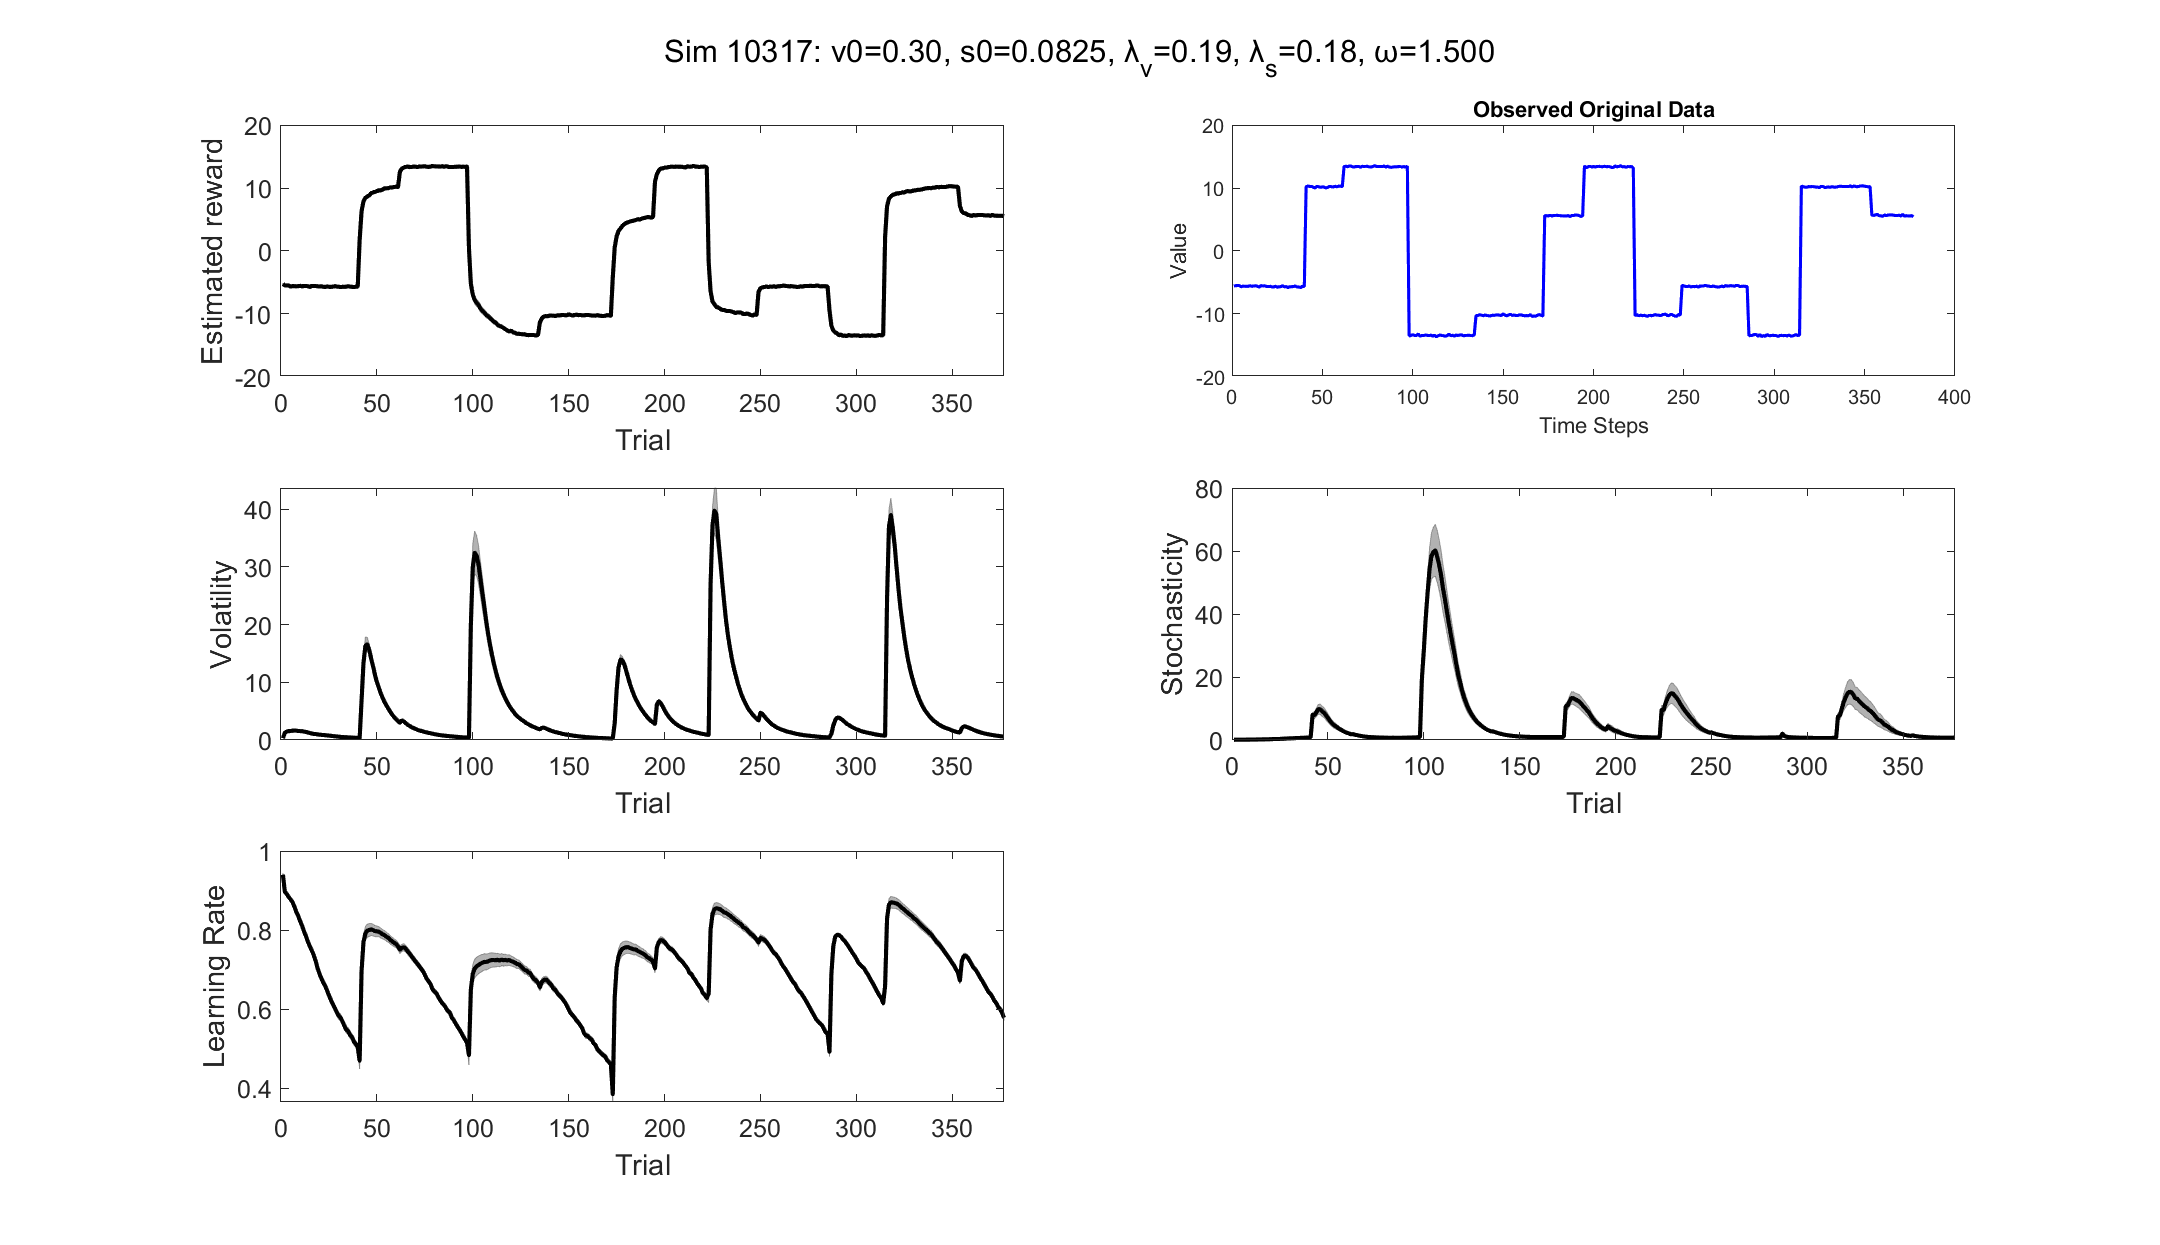 Sim 10317: v0=0.30, s0=0.0825, λ_v=0.19, λ_s=0.18, ω=1.500
20
10
0
-10
-20
Estimated reward
0 50 100 150 200 250 300 350
Trial
Observed Original Data
20
10
0
-10
-20
Value
0 50 100 150 200 250 300 350 400
Time Steps
40
30
20
10
0
Volatility
0 50 100 150 200 250 300 350
Trial
80
60
40
20
0
Stochasticity
0 50 100 150 200 250 300 350
Trial
1
0.8
0.6
0.4
Learning Rate
0 50 100 150 200 250 300 350
Trial